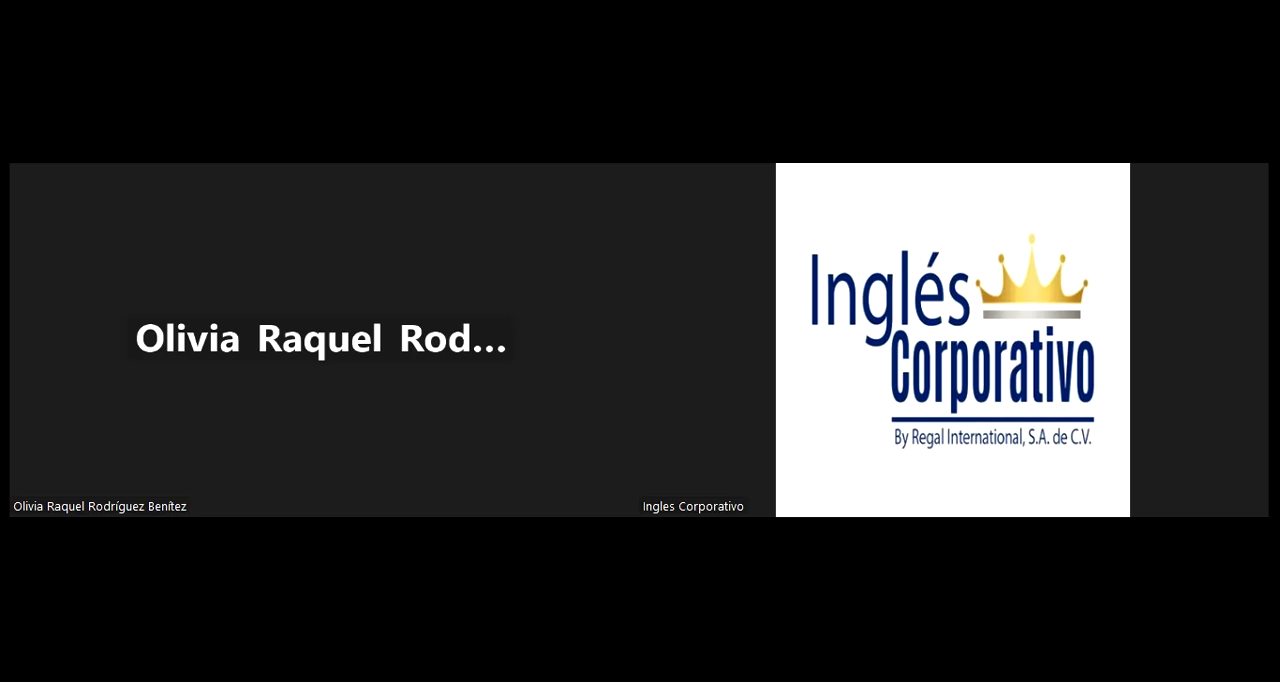 Olivia Raquel Rod...
Olivia Raquel Rodríguez Benítez
Inglés
Corporativo
By Regal International, S.A. de C.V.
Ingles Corporativo